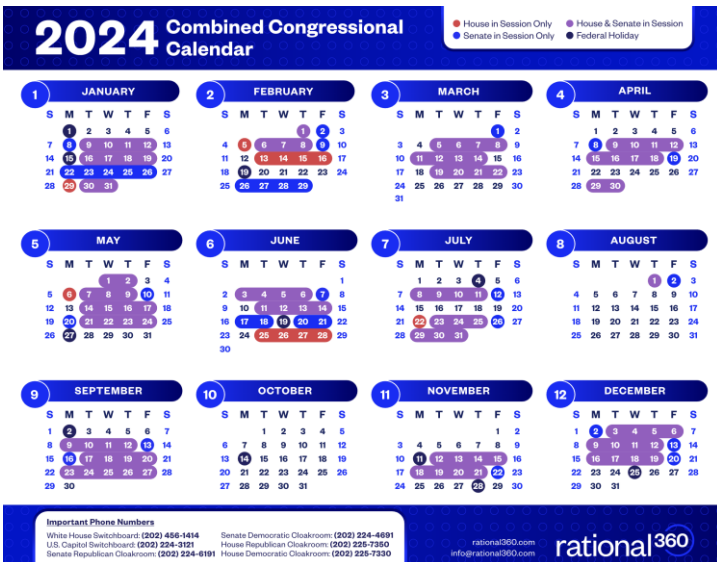 2024 Combined Congressional
Calendar
House in Session Only
House & Senate in Session
Senate in Session Only
Federal Holiday
1 JANUARY
S M T W T F S
1 2 3 4 5 6
7 8 9 10 11 12 13
14 15 16 17 18 19 20
21 22 23 24 25 26 27
28 29 30 31
2 FEBRUARY
S M T W T F S
1 2 3
4 5 6 7 8 9 10
11 12 13 14 15 16 17
18 19 20 21 22 23 24
25 26 27 28 29
3 MARCH
S M T W T F S
1 2
3 4 5 6 7 8 9
10 11 12 13 14 15 16
17 18 19 20 21 22 23
24 25 26 27 28 29 30
31
4 APRIL
S M T W T F S
1 2 3 4 5 6
7 8 9 10 11 12 13
14 15 16 17 18 19 20
21 22 23 24 25 26 27
28 29 30
5 MAY
S M T W T F S
1 2 3 4
5 6 7 8 9 10 11
12 13 14 15 16 17 18
19 20 21 22 23 24 25
26 27 28 29 30 31
6 JUNE
S M T W T F S
1
2 3 4 5 6 7 8
9 10 11 12 13 14 15
16 17 18 19 20 21 22
23 24 25 26 27 28 29
30
7 JULY
S M T W T F S
1 2 3 4 5 6
7 8 9 10 11 12 13
14 15 16 17 18 19 20
21 22 23 24 25 26 27
28 29 30 31
8 AUGUST
S M T W T F S
1 2 3
4 5 6 7 8 9 10
11 12 13 14 15 16 17
18 19 20 21 22 23 24
25 26 27 28 29 30 31
9 SEPTEMBER
S M T W T F S
1 2 3 4 5 6 7
8 9 10 11 12 13 14
15 16 17 18 19 20 21
22 23 24 25 26 27 28
29 30
10 OCTOBER
S M T W T F S
1 2 3 4 5
6 7 8 9 10 11 12
13 14 15 16 17 18 19
20 21 22 23 24 25 26
27 28 29 30 31
11 NOVEMBER
S M T W T F S
1 2
3 4 5 6 7 8 9
10 11 12 13 14 15 16
17 18 19 20 21 22 23
24 25 26 27 28 29 30
12 DECEMBER
S M T W T F S
1 2 3 4 5 6 7
8 9 10 11 12 13 14
15 16 17 18 19 20 21
22 23 24 25 26 27 28
29 30 31
Important Phone Numbers
White House Switchboard: (202) 456-1414
U.S. Capitol Switchboard: (202) 224-3121
Senate Republican Cloakroom: (202) 224-6191
Senate Democratic Cloakroom: (202) 224-4691
House Republican Cloakroom: (202) 225-7350
House Democratic Cloakroom: (202) 225-7330
rational360.com
info@rational360.com
rational360